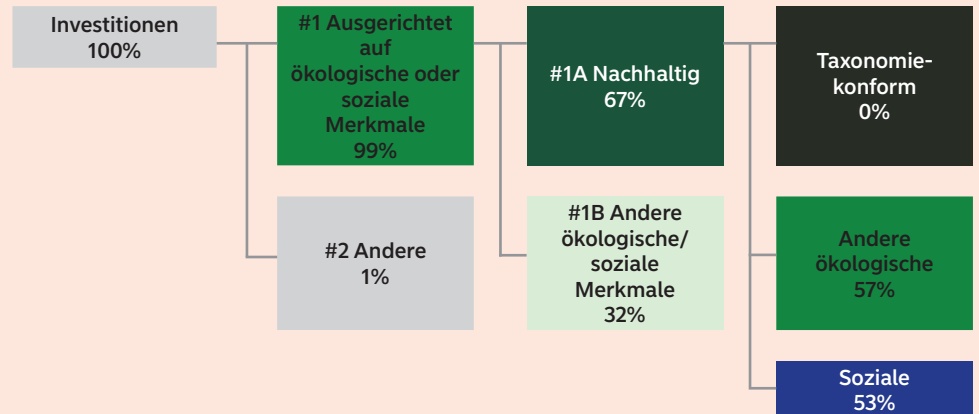 Investitionen
100%
#1 Ausgerichtet
auf
ökologische oder
soziale
Merkmale
99%
#2 Andere
1%
#1A Nachhaltig
67%
#1B Andere
ökologische/
soziale
Merkmale
32%
Taxonomie-
konform
0%
Andere
ökologische
57%
Soziale
53%